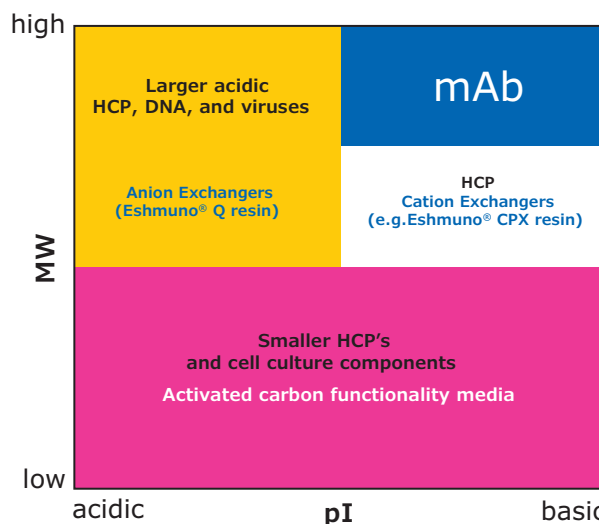 high
Larger acidic
HCP, DNA, and viruses
mAb
Anion Exchangers
(Eshmuno® Q resin)
HCP
Cation Exchangers
(e.g.Eshmuno® CPX resin)
MW
Smaller HCP's
and cell culture components
Activated carbon functionality media
low
acidic
pI
basic